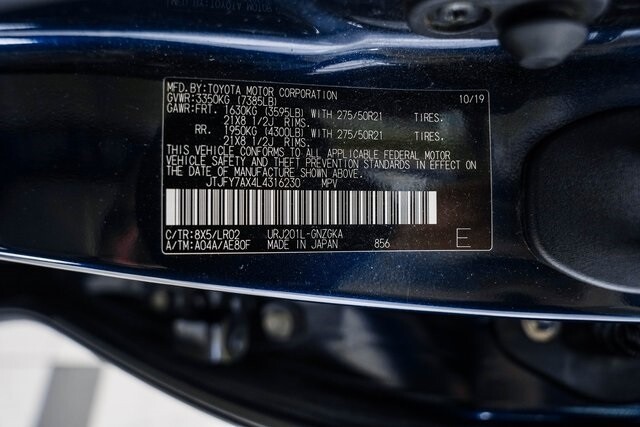 MFD.BY:TOYOTA MOTOR CORPORATION 10/19
GVWR:3350KG (7385LB)
GAWR:FRT. 1630KG (3595LB) WITH 275/50R21 TIRES.
21X8 1/2J RIMS.
RR. 1950KG (4300LB) WITH 275/50R21 TIRES.
21X8 1/2J RIMS.
THIS VEHICLE CONFORMS TO ALL APPLICABLE FEDERAL MOTOR
VEHICLE SAFETY AND THEFT PREVENTION STANDARDS IN EFFECT ON
THE DATE OF MANUFACTURE SHOWN ABOVE.
JTJFY7AX4L4316230 MPV
C/TR:8X5/LR02 URJ201L-GNZGKA
A/TM:A04A/AE80F MADE IN JAPAN 856 E